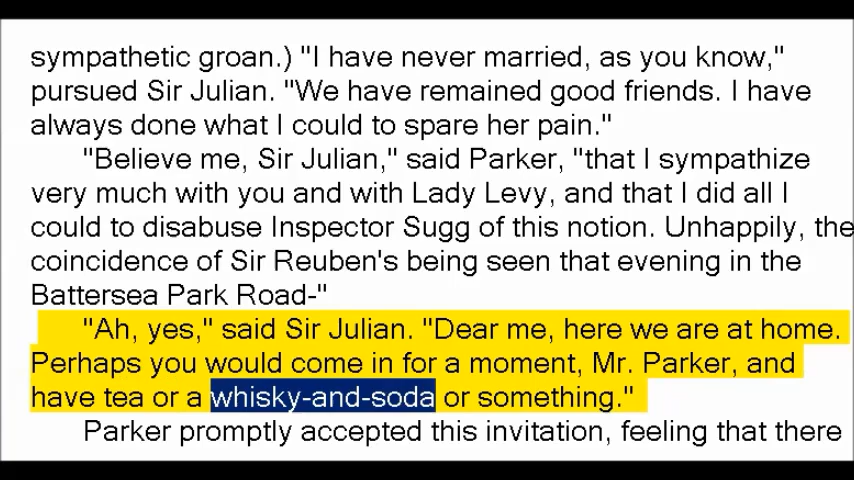 sympathetic groan.) "I have never married, as you know,"
pursued Sir Julian. "We have remained good friends. I have
always done what I could to spare her pain."
"Believe me, Sir Julian," said Parker, "that I sympathize
very much with you and with Lady Levy, and that I did all I
could to disabuse Inspector Sugg of this notion. Unhappily, the
coincidence of Sir Reuben's being seen that evening in the
Battersea Park Road-"
"Ah, yes," said Sir Julian. "Dear me, here we are at home.
Perhaps you would come in for a moment, Mr. Parker, and
have tea or a whisky-and-soda or something."
Parker promptly accepted this invitation, feeling that there